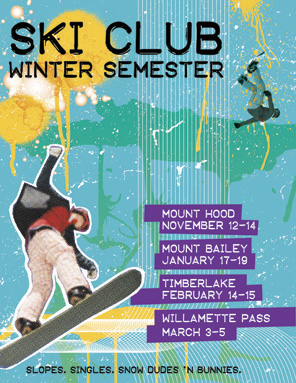 SKI CLUB
WINTER SEMESTER
MOUNT HOOD
NOVEMBER 12-14
MOUNT BAILEY
JANUARY 17-19
TIMBERLAKE
FEBRUARY 14-15
WILLAMETTE PASS
MARCH 3-5
SLOPES. SINGLES. SNOW DUDES 'N BUNNIES.